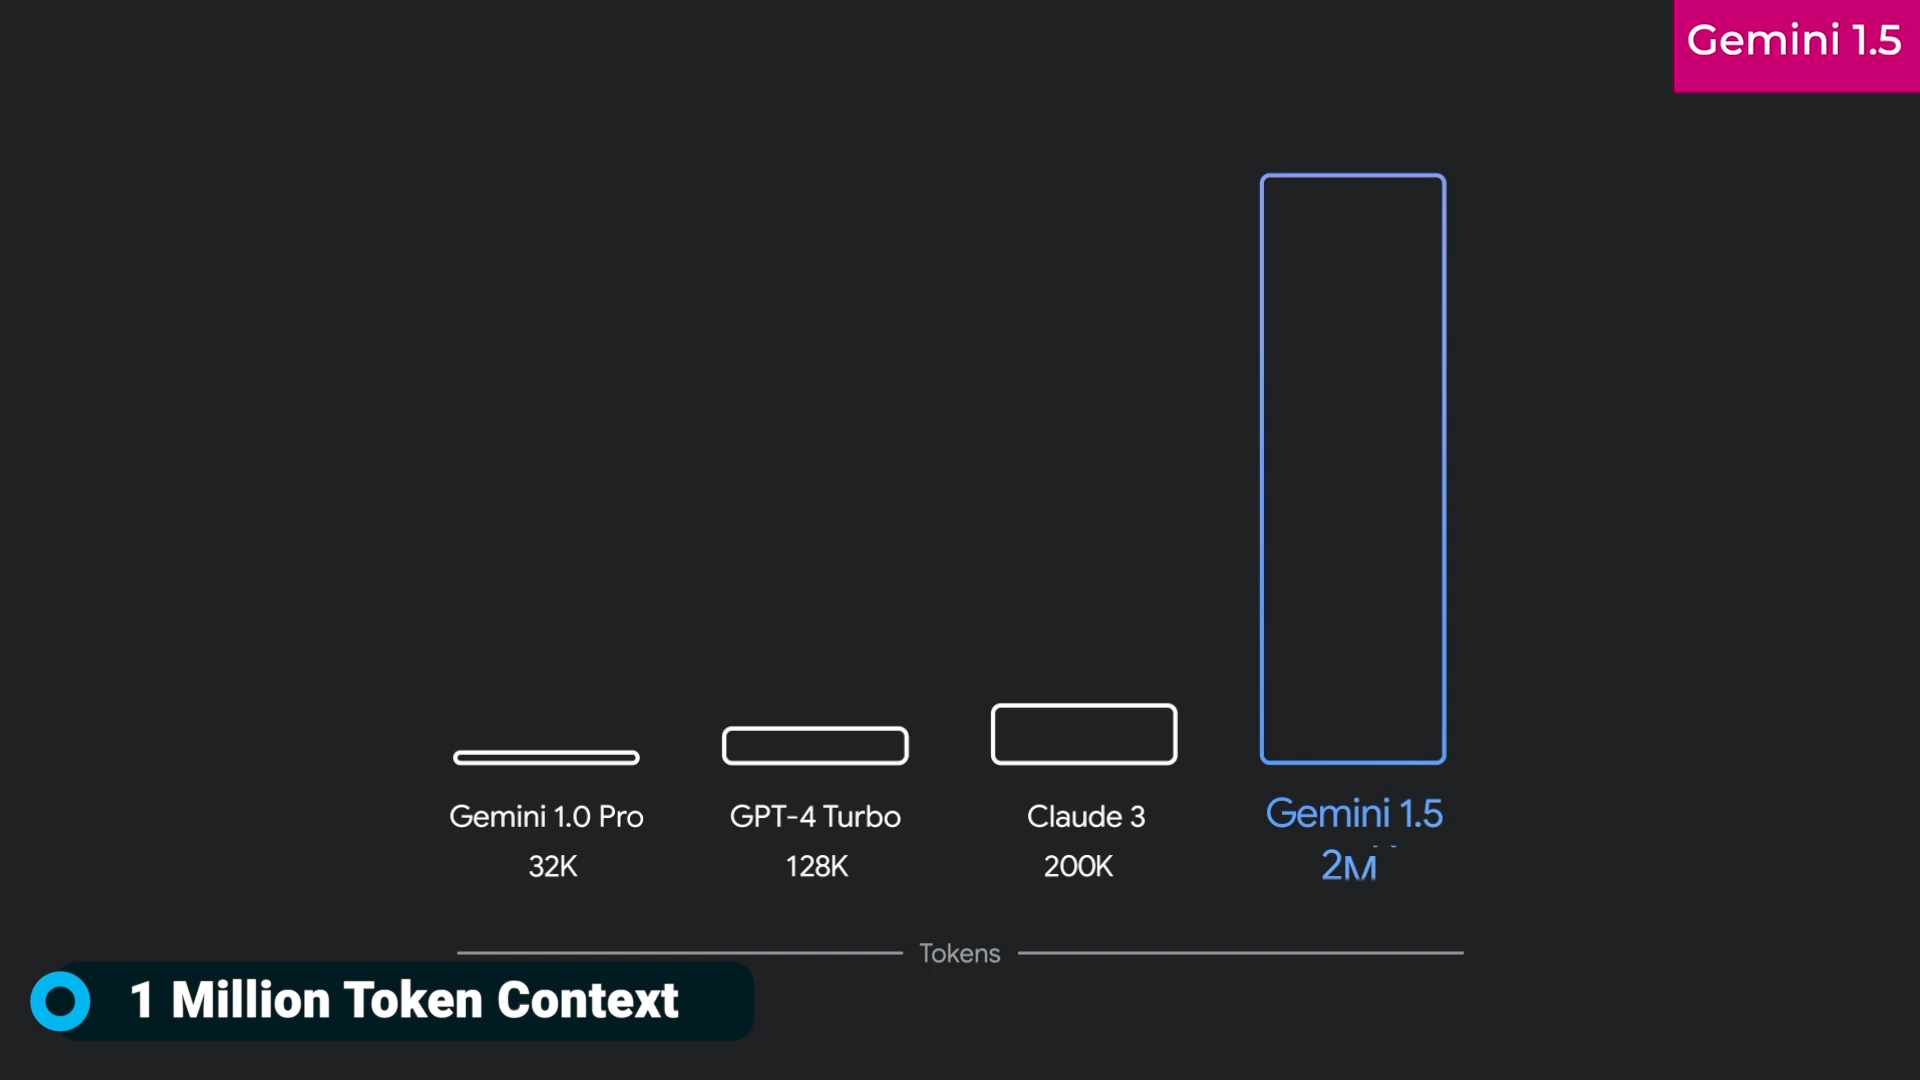 Gemini 1.5
Gemini 1.0 Pro
32K
GPT-4 Turbo
128K
Claude 3
200K
Gemini 1.5
2M
Tokens
1 Million Token Context